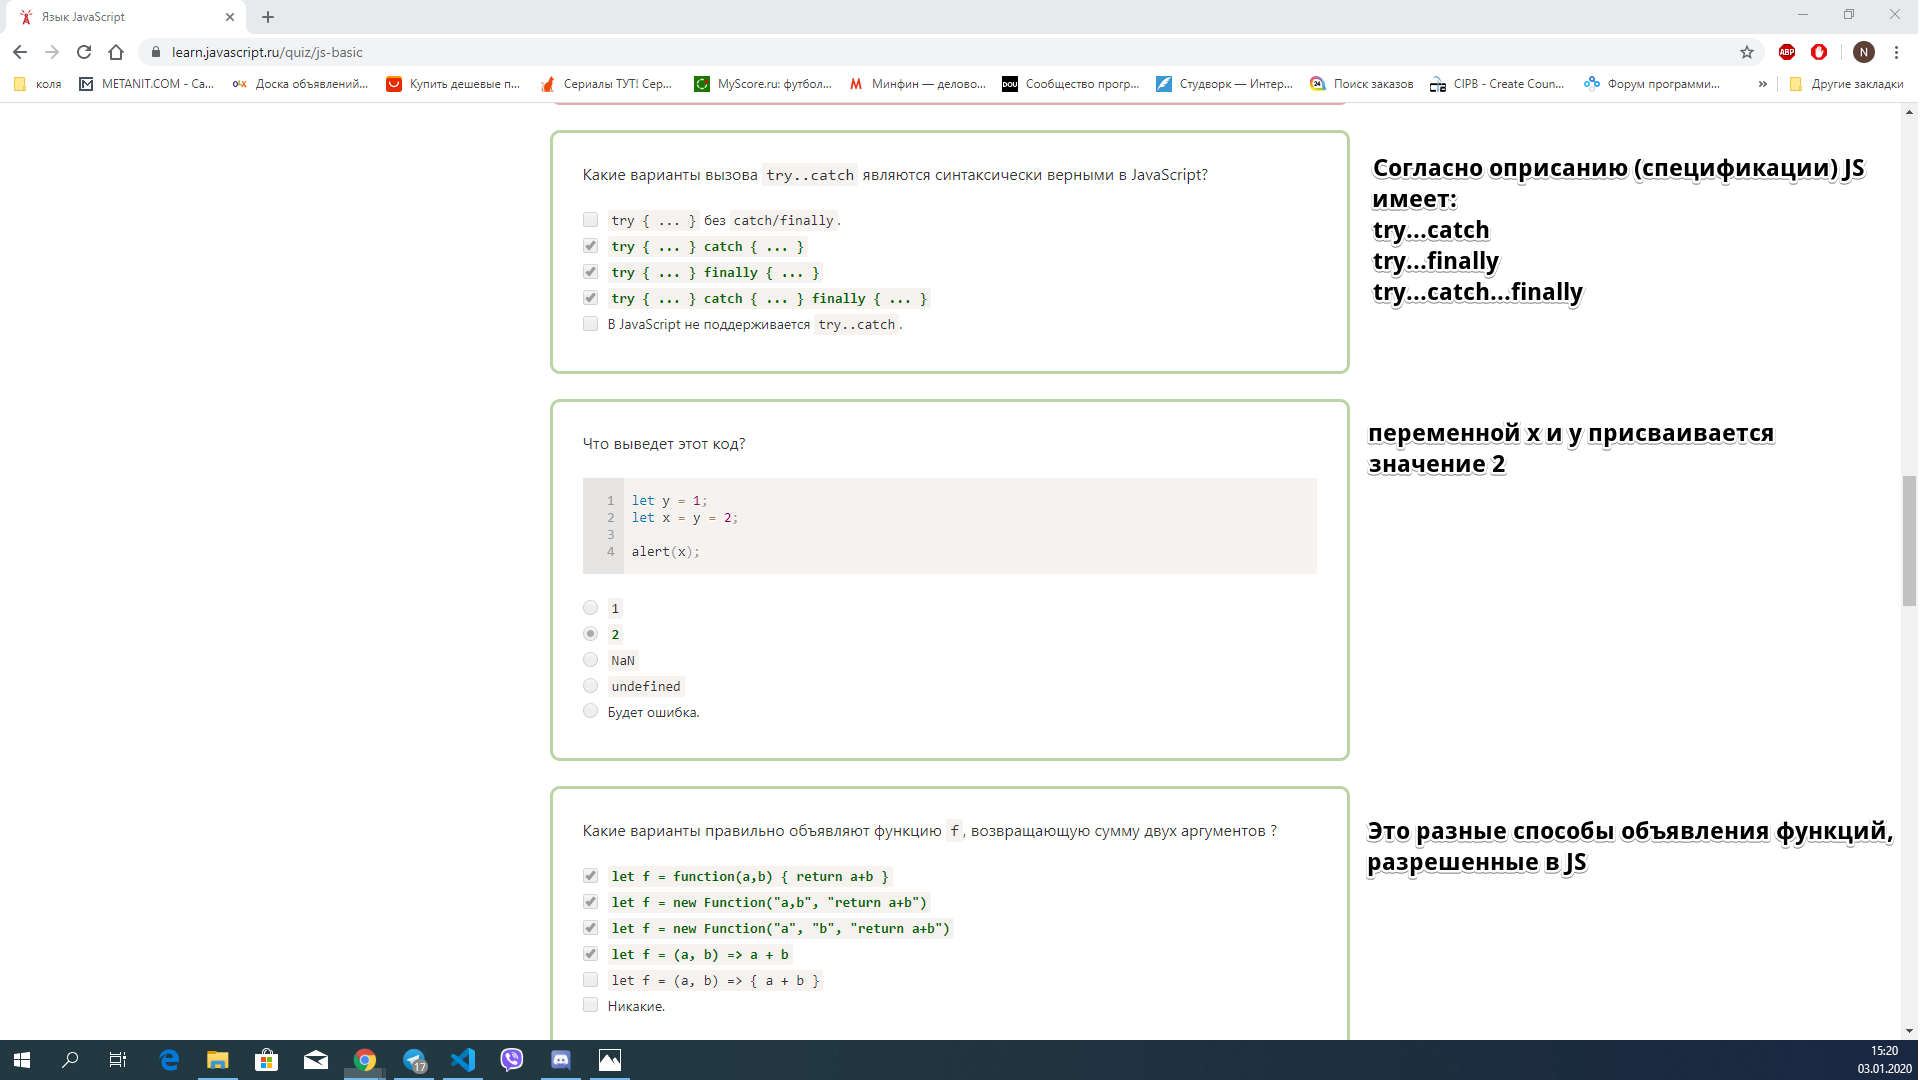 Язык JavaScript
learn.javascript.ru/quiz/js-basic
ABP
N
коля
METANIT.COM - Са...
OLX Доска объявлений...
Купить дешевые п...
Сериалы ТУТ! Сер...
MyScore.ru: футбол...
Минфин — делово...
DOU Сообщество прогр...
Студворк — Интер...
24 Поиск заказов
CIPB - Create Coun...
Форум программи...
»
Другие закладки
Какие варианты вызова try..catch являются синтаксически верными в JavaScript?
try { ... } без catch/finally.
try { ... } catch { ... }
try { ... } finally { ... }
try { ... } catch { ... } finally { ... }
В JavaScript не поддерживается try..catch.
Согласно оприсанию (спецификации) JS
имеет:
try...catch
try...finally
try...catch...finally
Что выведет этот код?
1 let y = 1;
2 let x = y = 2;
3
4 alert(x);
1
2
NaN
undefined
Будет ошибка.
переменной х и у присваивается
значение 2
Какие варианты правильно объявляют функцию f, возвращающую сумму двух аргументов ?
let f = function(a,b) { return a+b }
let f = new Function("a,b", "return a+b")
let f = new Function("a", "b", "return a+b")
let f = (a, b) => a + b
let f = (a, b) => { a + b }
Никакие.
Это разные способы объявления функций,
разрешенные в JS
17
15:20
03.01.2020